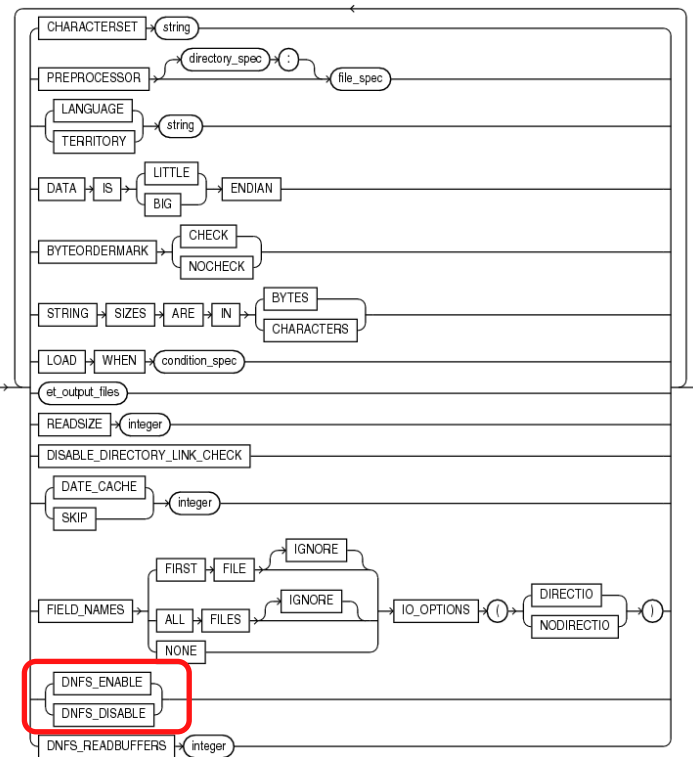 CHARACTERSET string
directory_spec :
PREPROCESSOR file_spec
LANGUAGE
string
TERRITORY
LITTLE
DATA IS ENDIAN
BIG
CHECK
BYTEORDERMARK
NOCHECK
BYTES
STRING SIZES ARE IN
CHARACTERS
LOAD WHEN condition_spec
et_output_files
READSIZE integer
DISABLE_DIRECTORY_LINK_CHECK
DATE_CACHE
integer
SKIP
IGNORE
FIRST FILE
IGNORE
DIRECTIO
FIELD_NAMES ALL FILES IO_OPTIONS ( )
NODIRECTIO
NONE
DNFS_ENABLE
DNFS_DISABLE
DNFS_READBUFFERS integer